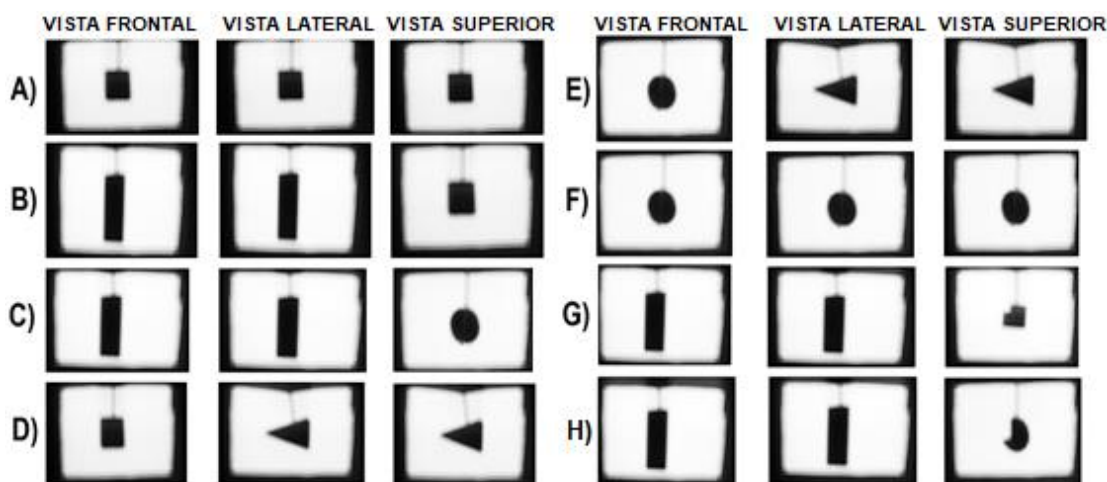 VISTA FRONTAL VISTA LATERAL VISTA SUPERIOR
A)
B)
C)
D)
VISTA FRONTAL VISTA LATERAL VISTA SUPERIOR
E)
F)
G)
H)